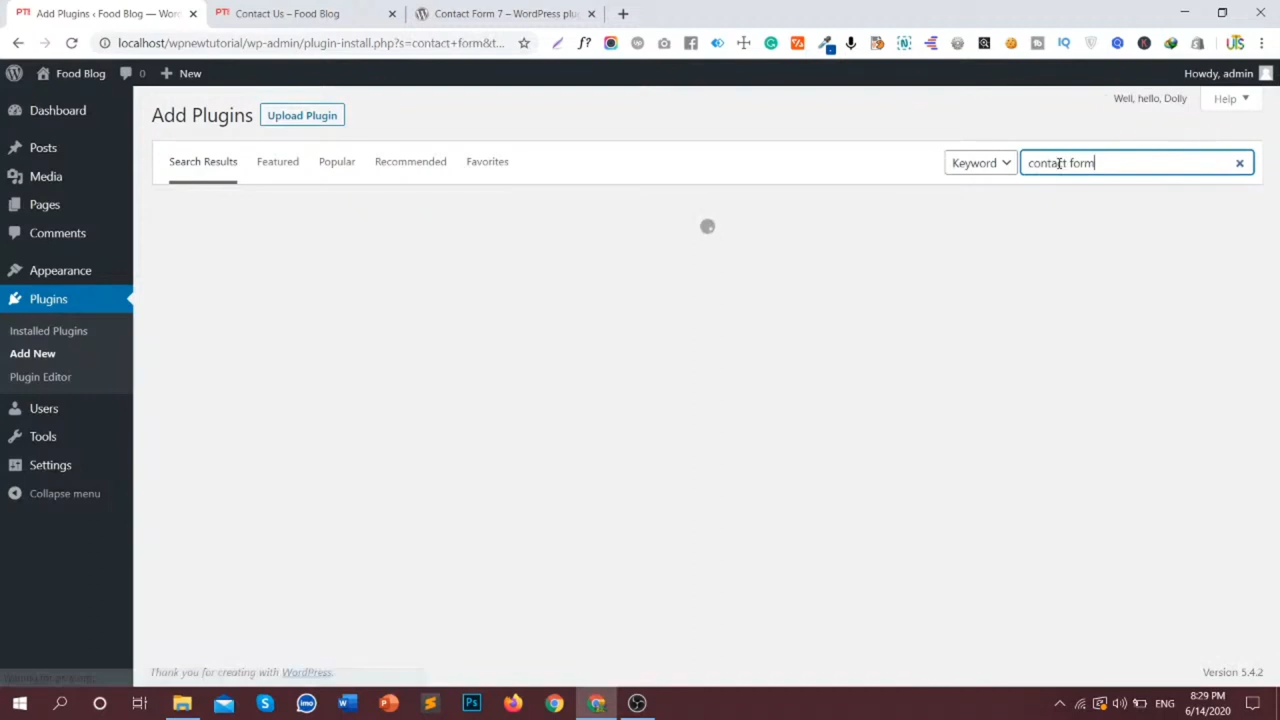 PTI Add Plugins ‹ Food Blog — Wor
PTI Contact Us – Food Blog
Contact Form 7 – WordPress plug
localhost/wpnewtutorial/wp-admin/plugin-install.php?s=contact+form&t...
Food Blog
0
New
Howdy, admin
Dashboard
Posts
Media
Pages
Comments
Appearance
Plugins
Installed Plugins
Add New
Plugin Editor
Users
Tools
Settings
Collapse menu
Add Plugins
Upload Plugin
Well, hello, Dolly
Help
Search Results
Featured
Popular
Recommended
Favorites
Keyword
contact form
Thank you for creating with WordPress.
Version 5.4.2
ENG
8:29 PM
6/14/2020